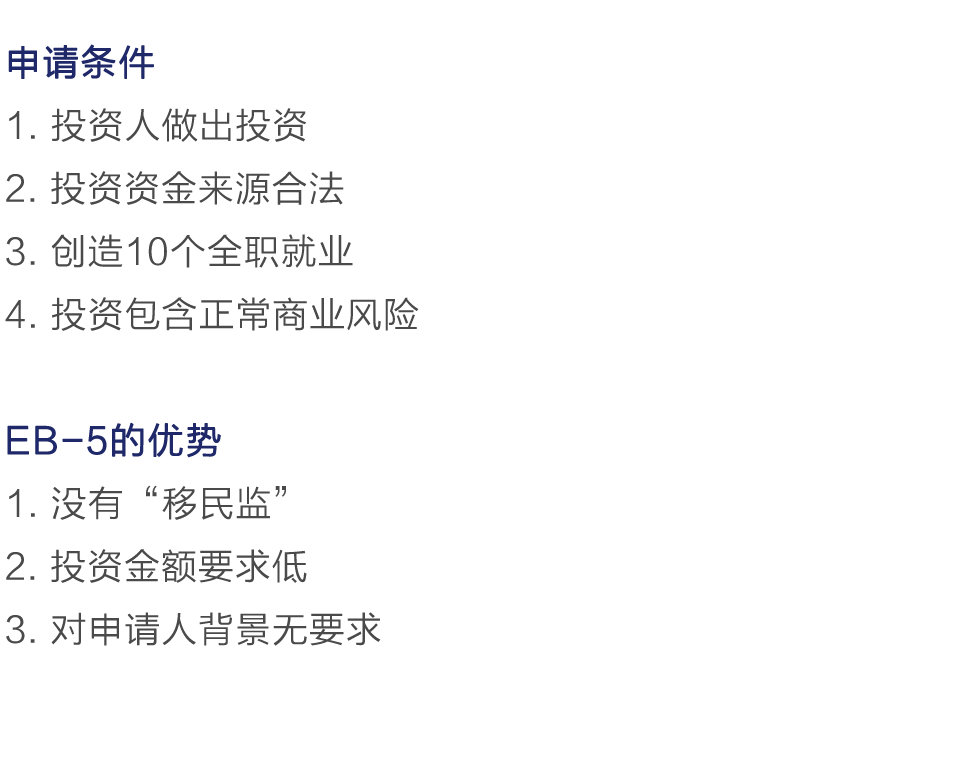 申请条件
1. 投资人做出投资
2. 投资资金来源合法
3. 创造10个全职就业
4. 投资包含正常商业风险
EB-5的优势
1. 没有“移民监”
2. 投资金额要求低
3. 对申请人背景无要求